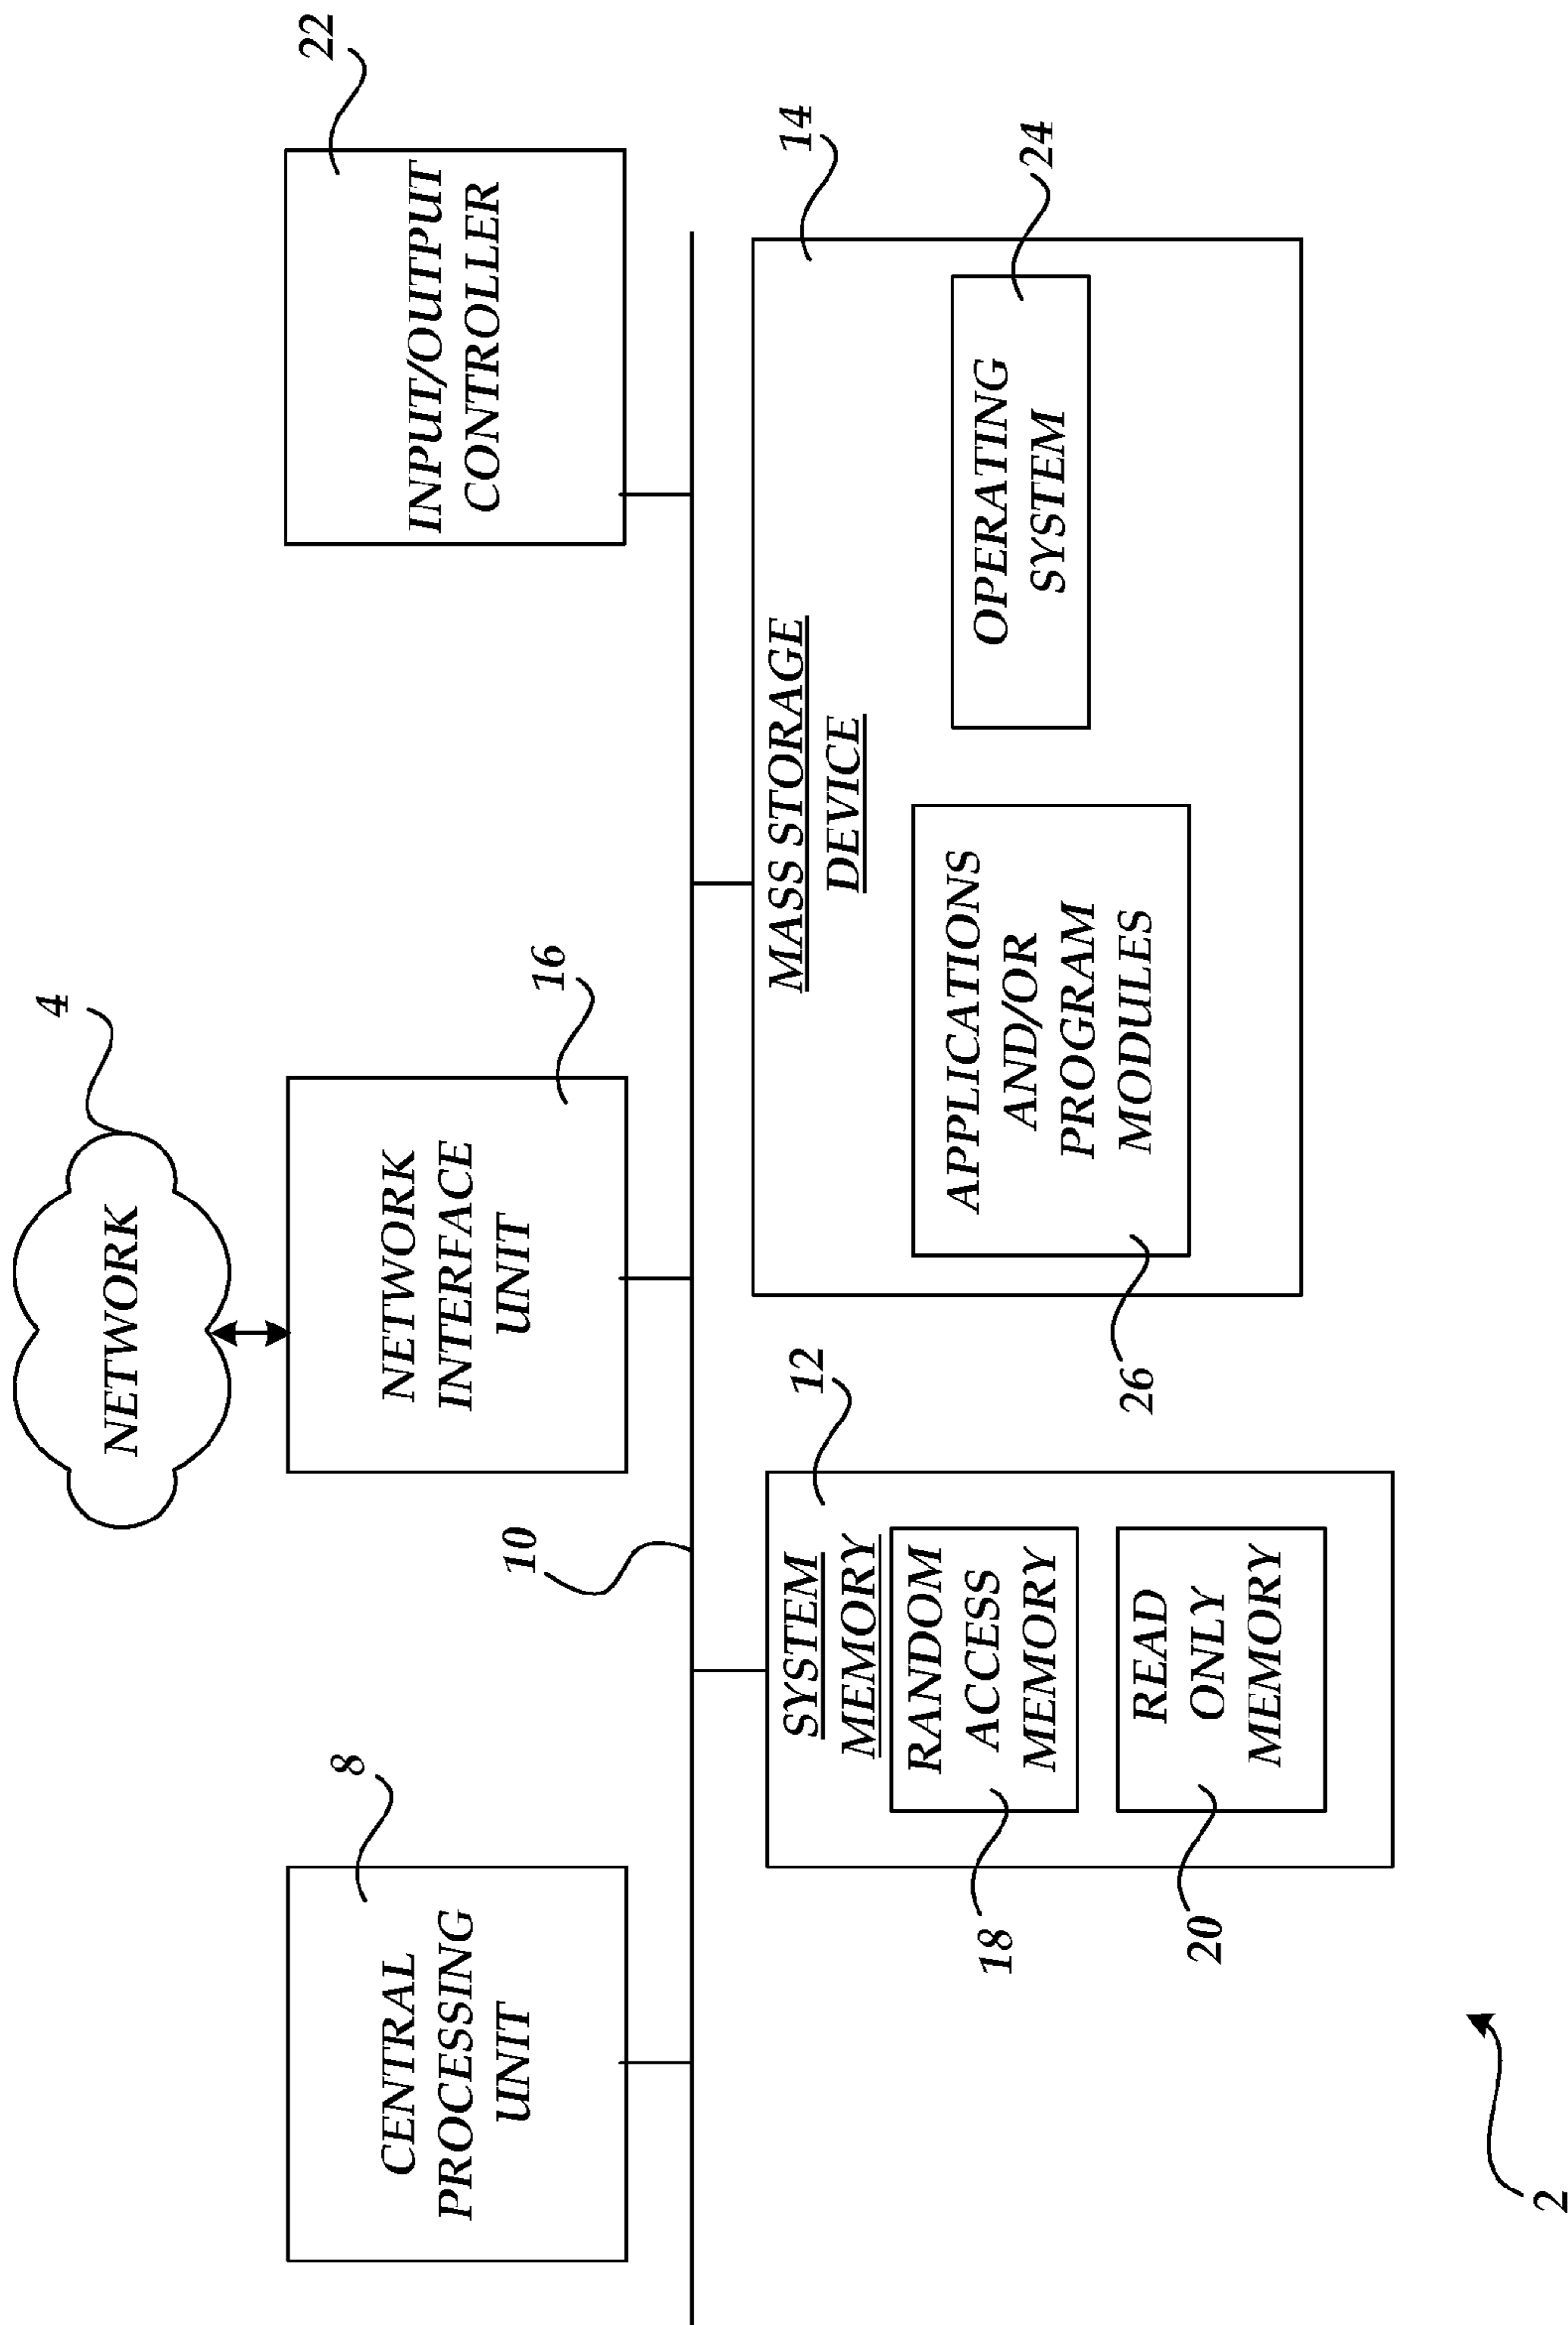 4
NETWORK
8
CENTRAL
PROCESSING
UNIT
16
NETWORK
INTERFACE
UNIT
22
INPUT/OUTPUT
CONTROLLER
10
12
SYSTEM
MEMORY
RANDOM
ACCESS
MEMORY
18
READ
ONLY
MEMORY
20
14
MASS STORAGE
DEVICE
APPLICATIONS
AND/OR
PROGRAM
MODULES
26
OPERATING
SYSTEM
24
2